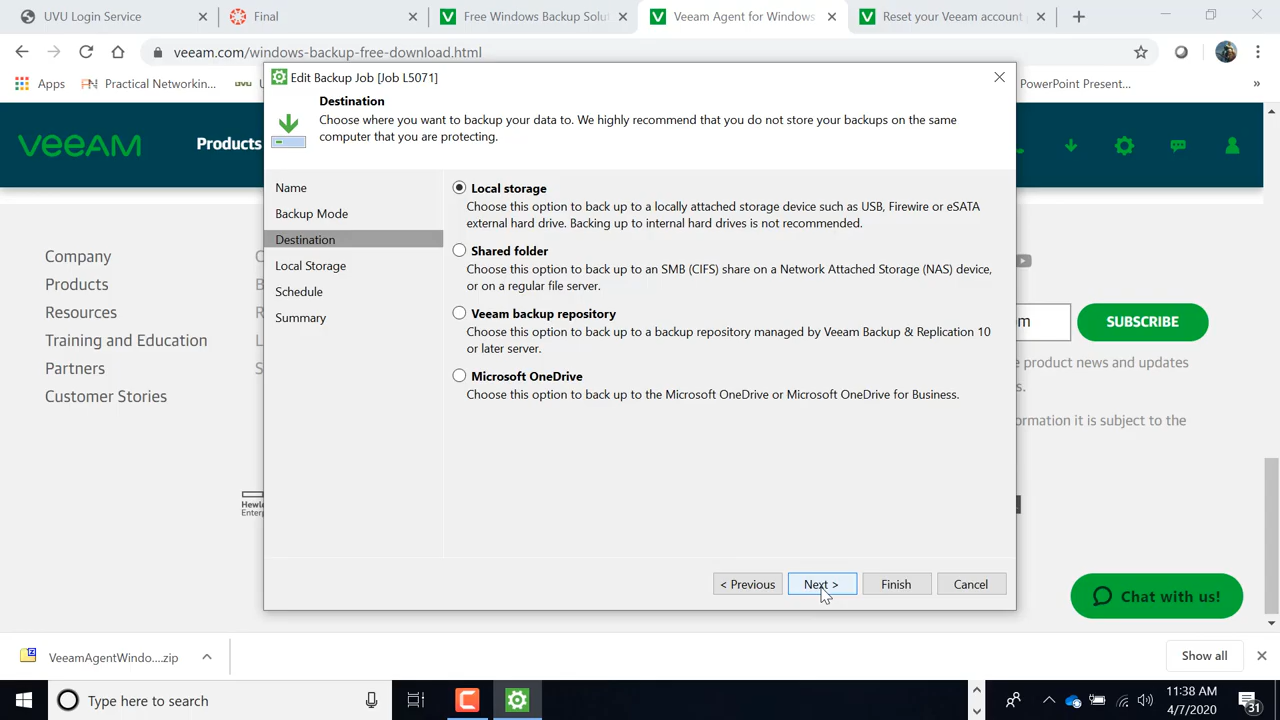 UVU Login Service
Final
Free Windows Backup Solu
Veeam Agent for Windows
Reset your Veeam account
veeam.com/windows-backup-free-download.html
Apps
Practical Networkin...
UVU
PowerPoint Present...
»
Edit Backup Job [Job L5071]
Destination
Choose where you want to backup your data to. We highly recommend that you do not store your backups on the same
computer that you are protecting.
VEEAM
Products
Name
Backup Mode
Destination
Local Storage
Schedule
Summary
Local storage
Choose this option to back up to a locally attached storage device such as USB, Firewire or eSATA
external hard drive. Backing up to internal hard drives is not recommended.
Shared folder
Choose this option to back up to an SMB (CIFS) share on a Network Attached Storage (NAS) device,
or on a regular file server.
Veeam backup repository
Choose this option to back up to a backup repository managed by Veeam Backup & Replication 10
or later server.
Microsoft OneDrive
Choose this option to back up to the Microsoft OneDrive or Microsoft OneDrive for Business.
Company
Products
Resources
Training and Education
Partners
Customer Stories
om
SUBSCRIBE
e product news and updates
s.
ormation it is subject to the
Hewle
Enterp
< Previous
Next >
Finish
Cancel
Chat with us!
VeeamAgentWindo....zip
Show all
Type here to search
11:38 AM
4/7/2020
31